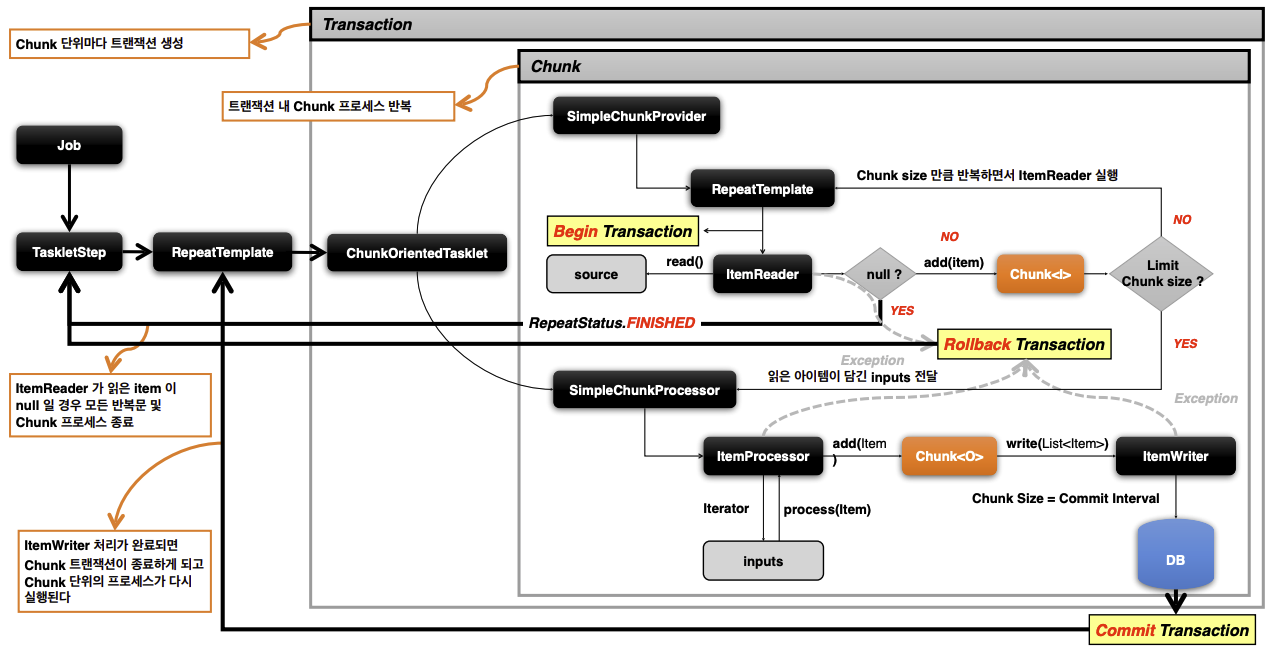 Transaction
Chunk 단위마다 트랜잭션 생성
Chunk
트랜잭션 내 Chunk 프로세스 반복
SimpleChunkProvider
Job
Chunk size 만큼 반복하면서 ItemReader 실행
RepeatTemplate
NO
Begin Transaction
NO
TaskletStep
RepeatTemplate
ChunkOrientedTasklet
read()
add(item)
Limit
Chunk size ?
source
ItemReader
null ?
Chunk<I>
YES
RepeatStatus.FINISHED
Rollback Transaction
YES
Exception
읽은 아이템이 담긴 inputs 전달
ItemReader 가 읽은 item 이
null 일 경우 모든 반복문 및
Chunk 프로세스 종료
SimpleChunkProcessor
Exception
add(Item
)
write(List<Item>)
ItemProcessor
Chunk<O>
ItemWriter
Chunk Size = Commit Interval
Iterator
process(Item)
ItemWriter 처리가 완료되면
Chunk 트랜잭션이 종료하게 되고
Chunk 단위의 프로세스가 다시
실행된다
inputs
DB
Commit Transaction